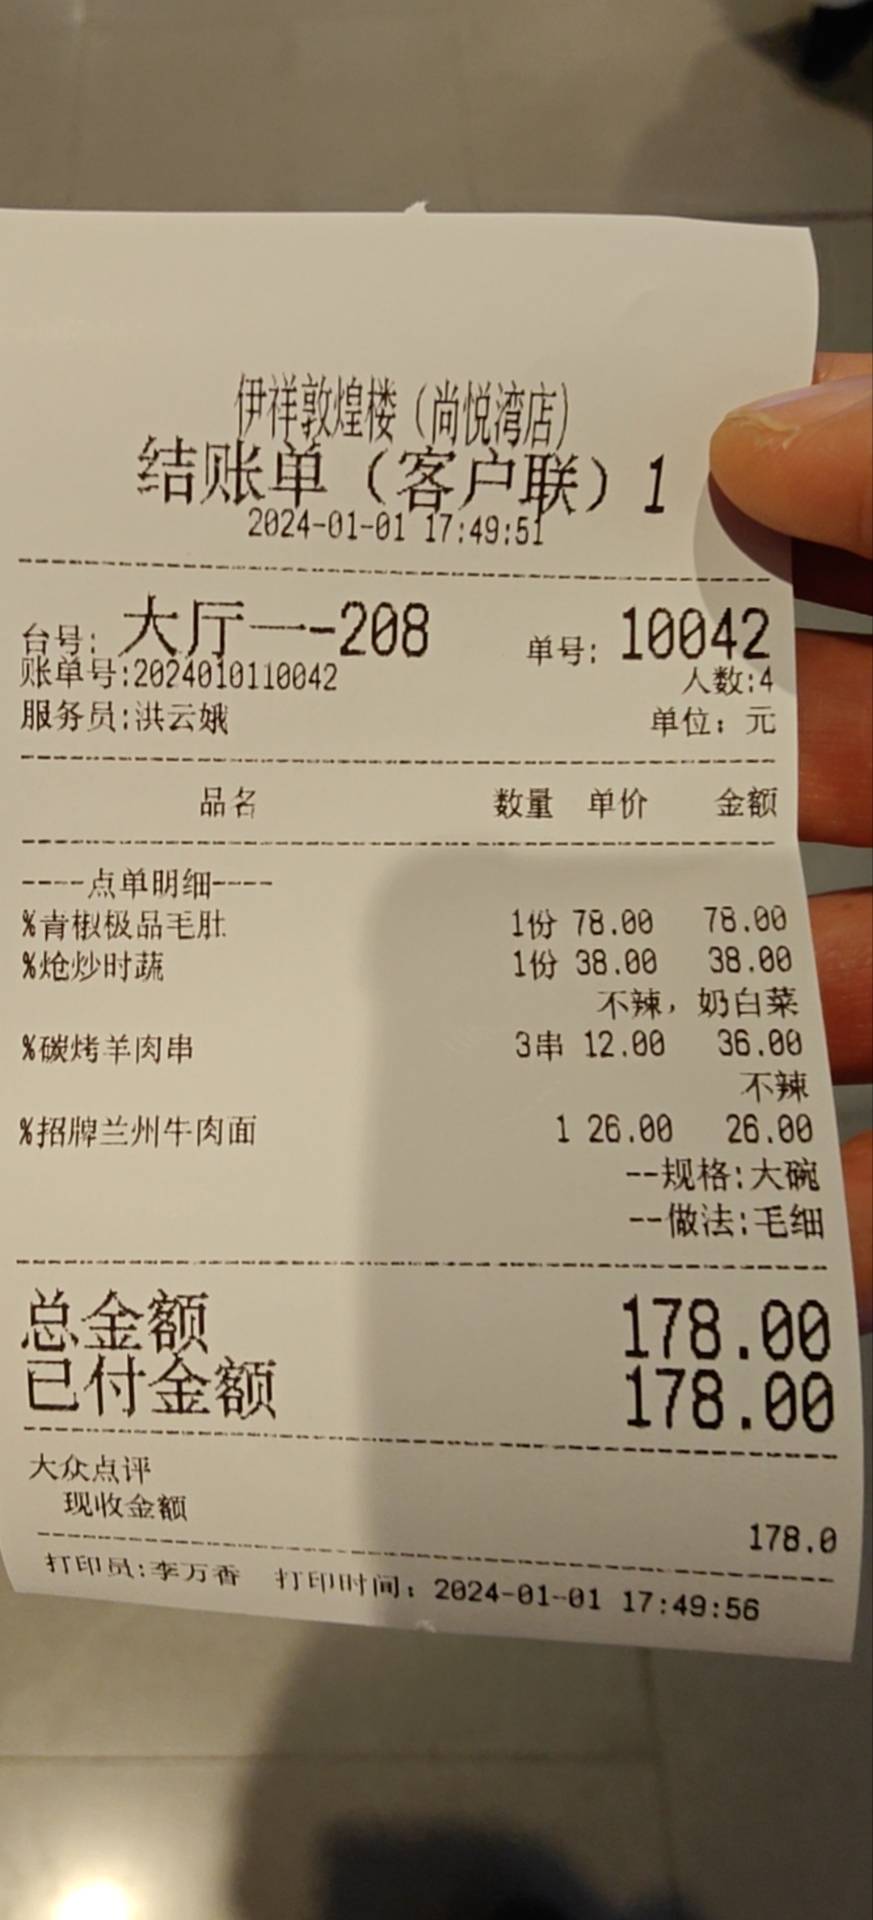 伊祥敦煌楼（尚悦湾店）
结账单（客户联）1
2024-01-01 17:49:51
台号: 大厅一-208 单号: 10042
账单号:2024010110042 人数:4
服务员:洪云娥 单位: 元
品名 数量 单价 金额
----点单明细----
%青椒极品毛肚 1份 78.00 78.00
%炝炒时蔬 1份 38.00 38.00
不辣, 奶白菜
%碳烤羊肉串 3串 12.00 36.00
不辣
%招牌兰州牛肉面 1 26.00 26.00
--规格:大碗
--做法:毛细
总金额 178.00
已付金额 178.00
大众点评
现收金额 178.0
打印员:李万香 打印时间: 2024-01-01 17:49:56